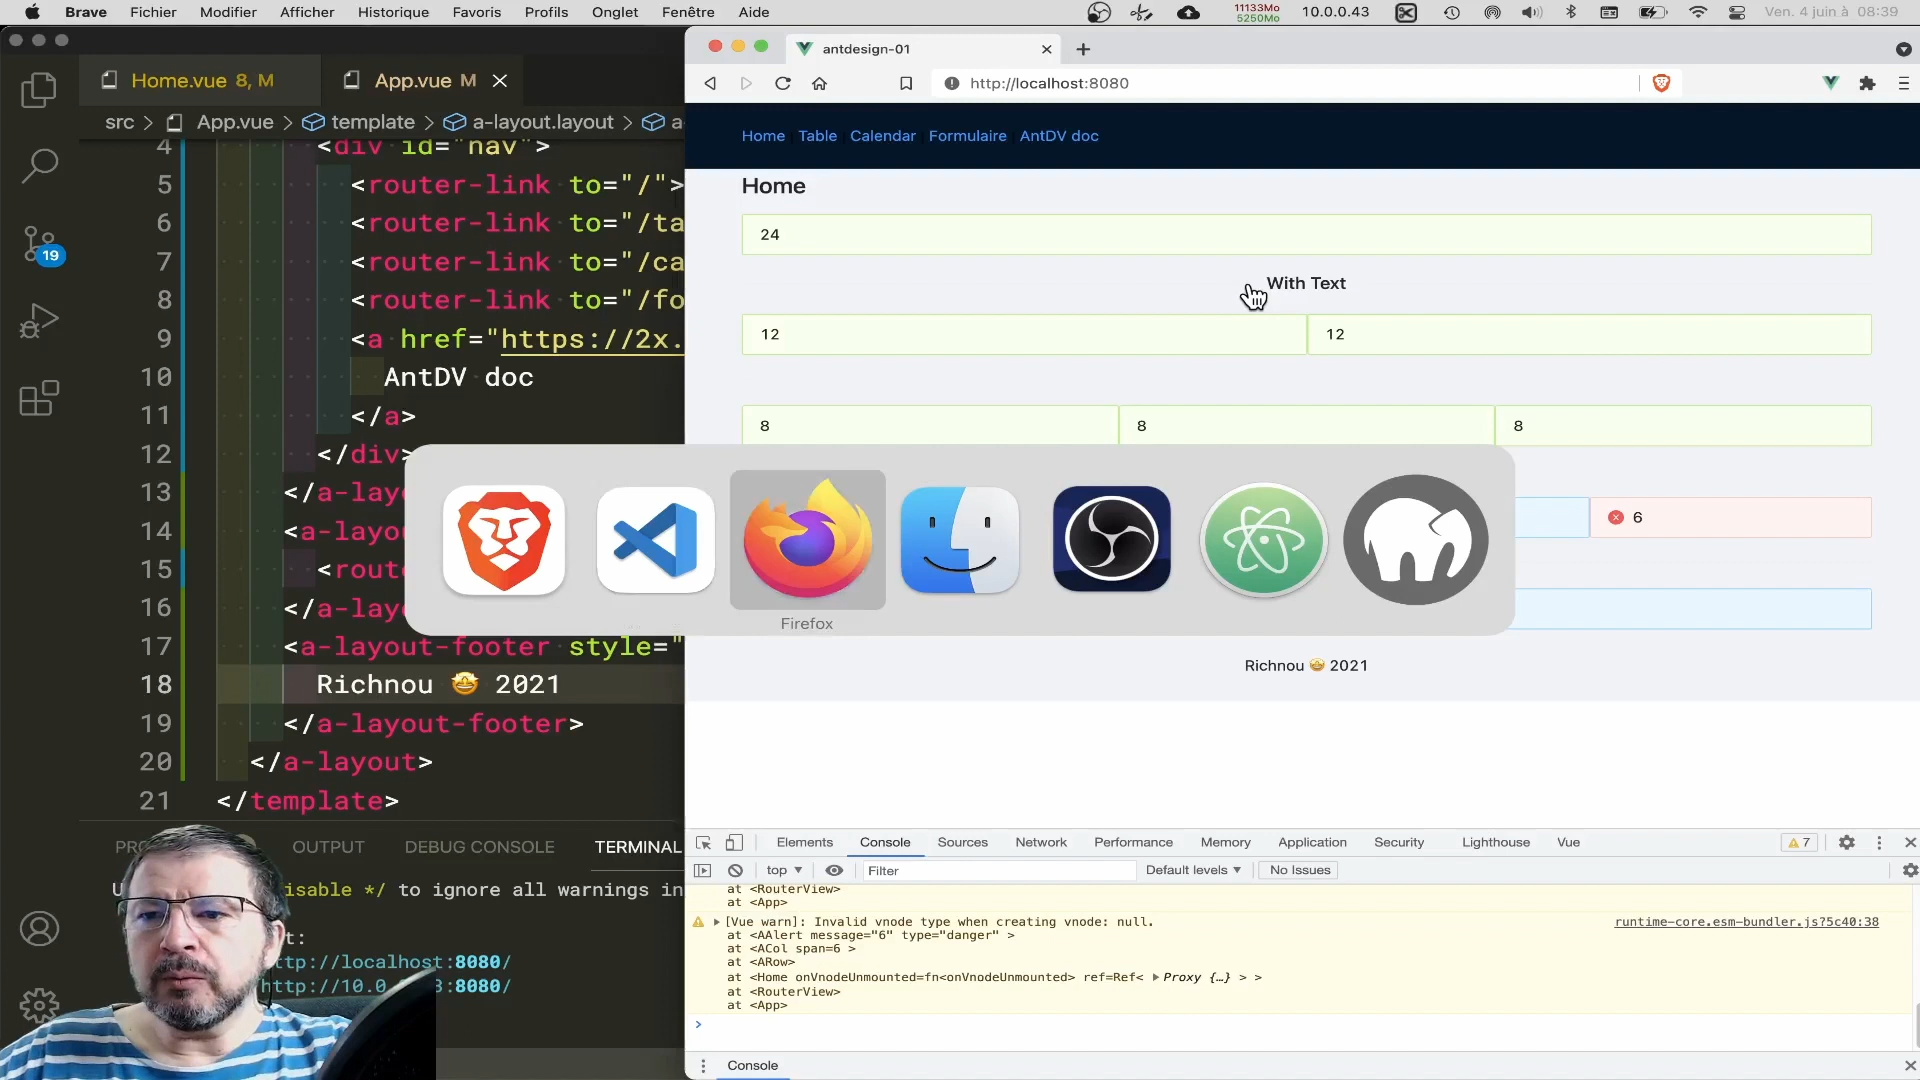 Brave Fichier Modifier Afficher Historique Favoris Profils Onglet Fenêtre Aide 11133Mo 5250Mo 10.0.0.43 Ven. 4 juin à 08:39
Home.vue 8, M App.vue M
src > App.vue > template > a-layout.layout > a
4 <div id="nav">
5 <router-link to="/">
6 <router-link to="/ta
7 <router-link to="/ca
8 <router-link to="/fo
9 <a href="https://2x.
10 AntDV doc
11 </a>
12 </div>
13 </a-layo
14 <a-layou
15 <route
16 </a-layo
17 <a-layout-footer style="
18 Richnou 🤩 2021
19 </a-layout-footer>
20 </a-layout>
21 </template>
19
OUTPUT DEBUG CONSOLE TERMINAL
isable */ to ignore all warnings in
t:
ttp://localhost:8080/
http://10.0.
8080/
antdesign-01
http://localhost:8080
Home Table Calendar Formulaire AntDV doc
Home
24
With Text
12 12
8 8 8
6
Firefox
Richnou 🤩 2021
Elements Console Sources Network Performance Memory Application Security Lighthouse Vue 7
top Filter Default levels No Issues
at <RouterView>
at <App>
[Vue warn]: Invalid vnode type when creating vnode: null. runtime-core.esm-bundler.js?5c40:38
at <AAlert message="6" type="danger" >
at <ACol span=6 >
at <ARow>
at <Home onVnodeUnmounted=fn<onVnodeUnmounted> ref=Ref< ▶ Proxy {…} > >
at <RouterView>
at <App>
>
Console